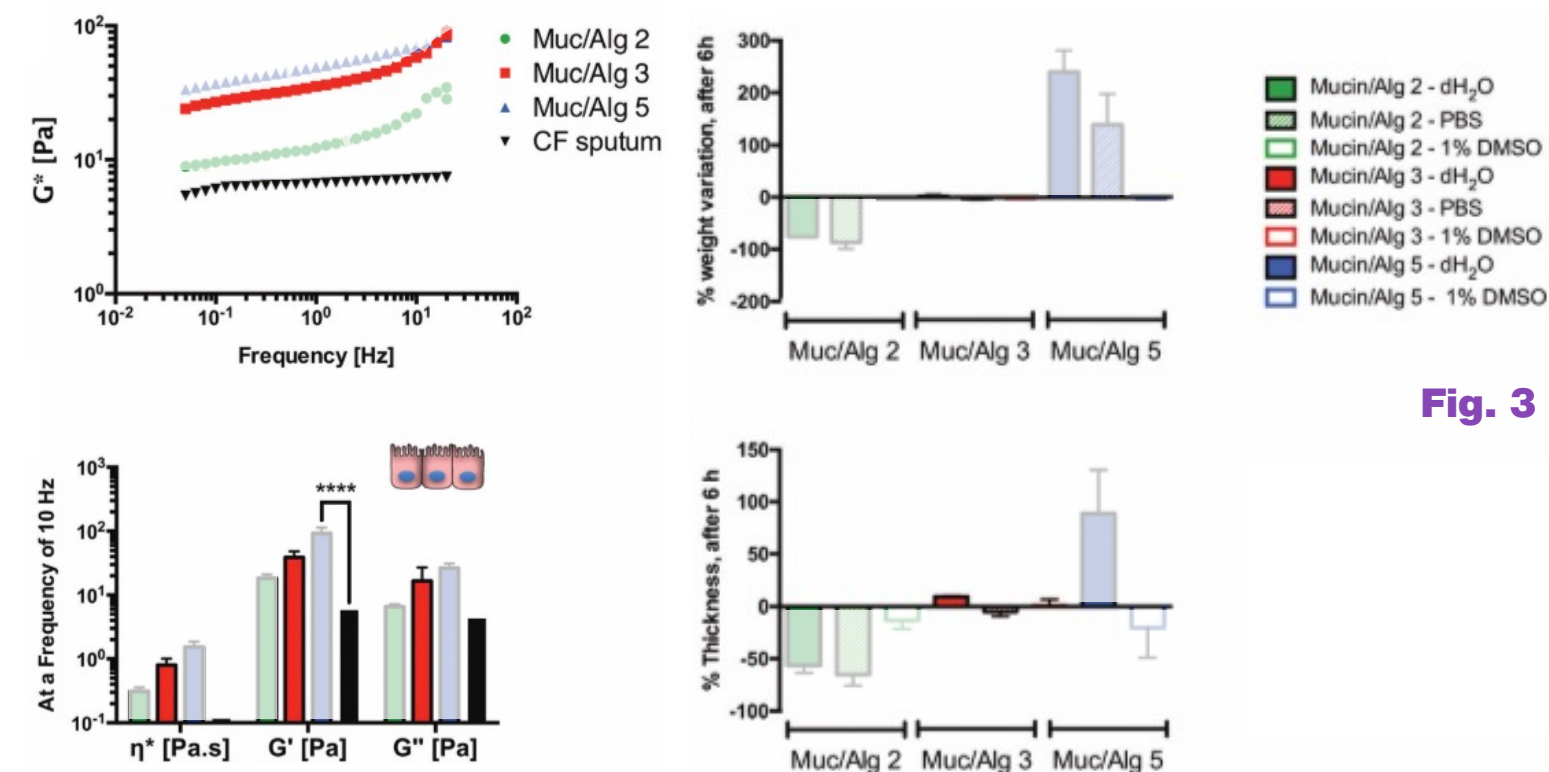 10²
10¹
10⁰
G* [Pa]
10⁻² 10⁻¹ 10⁰ 10¹ 10²
Frequency [Hz]
Muc/Alg 2
Muc/Alg 3
Muc/Alg 5
CF sputum
300
200
100
0
-100
-200
% weight variation, after 6h
Muc/Alg 2 Muc/Alg 3 Muc/Alg 5
Mucin/Alg 2 - dH₂O
Mucin/Alg 2 - PBS
Mucin/Alg 2 - 1% DMSO
Mucin/Alg 3 - dH₂O
Mucin/Alg 3 - PBS
Mucin/Alg 3 - 1% DMSO
Mucin/Alg 5 - dH₂O
Mucin/Alg 5 - 1% DMSO
Fig. 3
10³
10²
10¹
10⁰
10⁻¹
At a Frequency of 10 Hz
****
η* [Pa.s] G' [Pa] G'' [Pa]
150
100
50
0
-50
-100
% Thickness, after 6 h
Muc/Alg 2 Muc/Alg 3 Muc/Alg 5